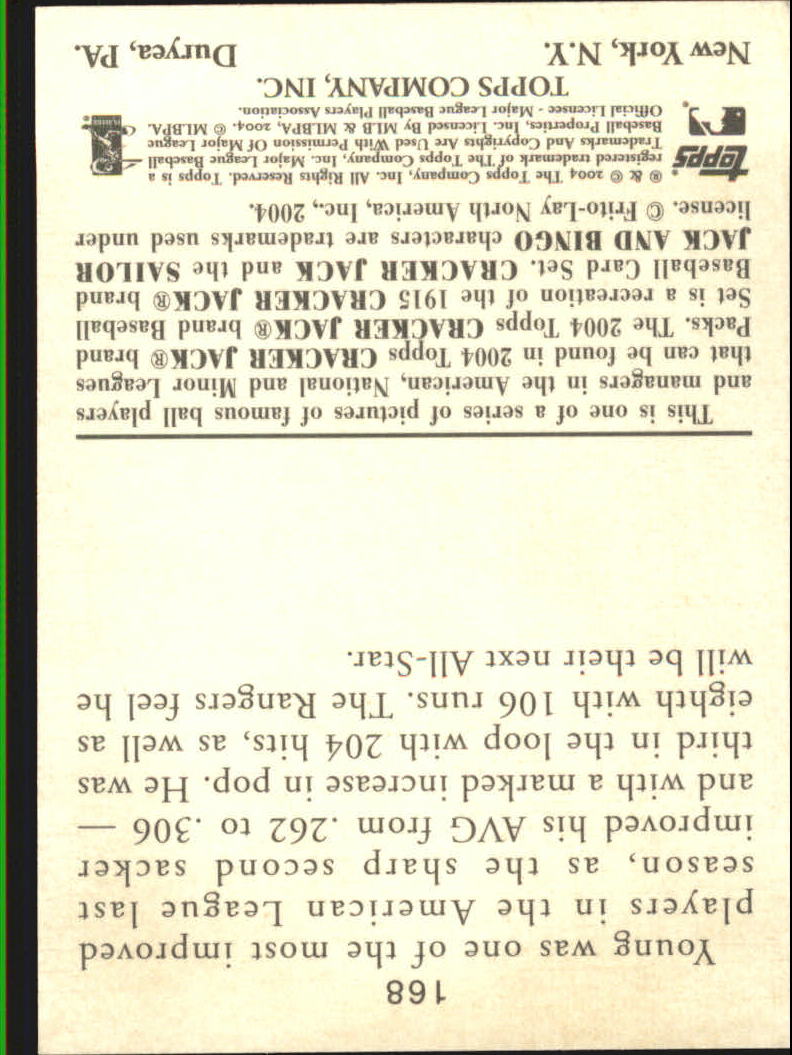 168
Young was one of the most improved
players in the American League last
season, as the sharp second sacker
improved his AVG from .262 to .306 —
and with a marked increase in pop. He was
third in the loop with 204 hits, as well as
eighth with 106 runs. The Rangers feel he
will be their next All-Star.
This is one of a series of pictures of famous ball players
and managers in the American, National and Minor Leagues
that can be found in 2004 Topps CRACKER JACK® brand
Packs. The 2004 Topps CRACKER JACK® brand Baseball
Set is a recreation of the 1915 CRACKER JACK® brand
Baseball Card Set. CRACKER JACK and the SAILOR
JACK AND BINGO characters are trademarks used under
license. © Frito-Lay North America, Inc., 2004.
topps
® & © 2004 The Topps Company, Inc. All Rights Reserved. Topps is a
registered trademark of The Topps Company, Inc. Major League Baseball
Trademarks And Copyrights Are Used With Permission Of Major League
Baseball Properties, Inc. Licensed By MLB & MLBPA, 2004. © MLBPA.
Official Licensee - Major League Baseball Players Association.
TOPPS COMPANY, INC.
New York, N.Y. Duryea, PA.